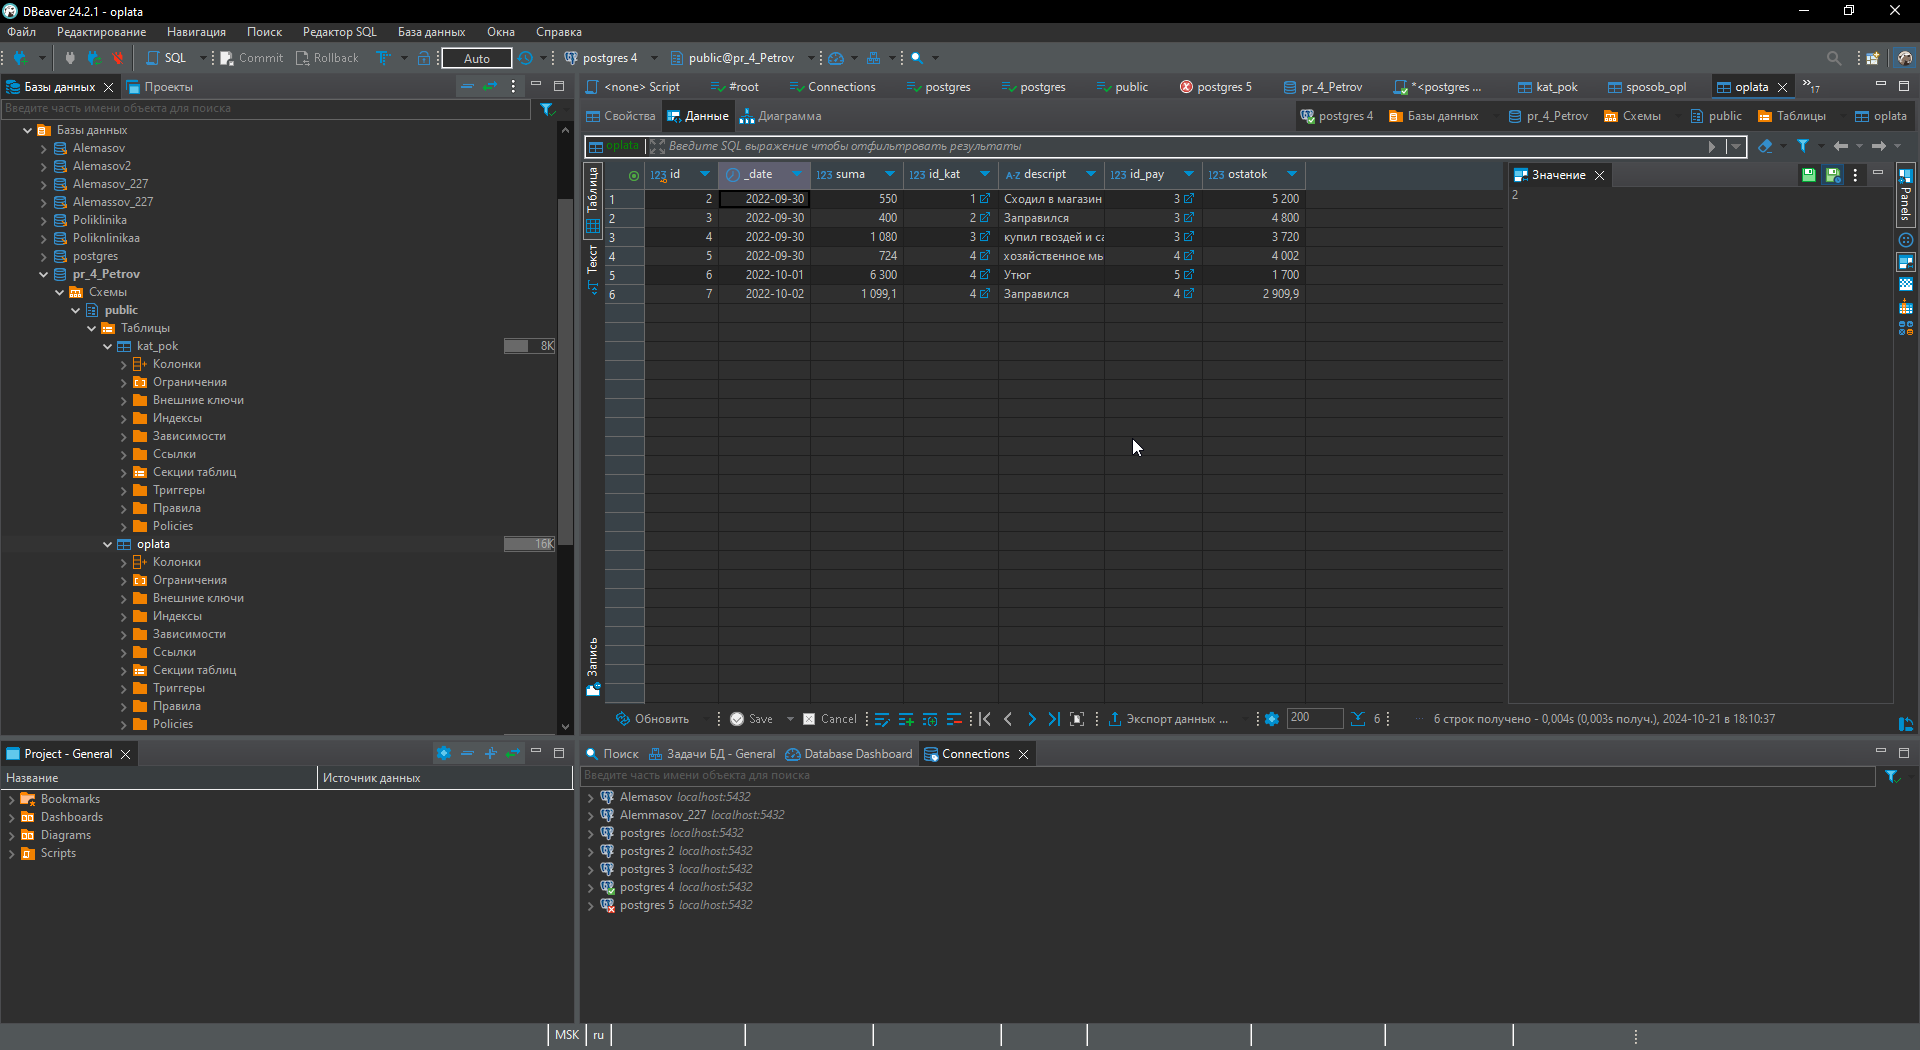 DBeaver 24.2.1 - oplata
Файл Редактирование Навигация Поиск Редактор SQL База данных Окна Справка
SQL Commit Rollback Auto postgres 4 public@pr_4_Petrov
Базы данных Проекты
Введите часть имени объекта для поиска
Базы данных
Alemasov
Alemasov2
Alemasov_227
Alemassov_227
Poliklinika
Poliknlinikaa
postgres
pr_4_Petrov
Схемы
public
Таблицы
kat_pok 8K
Колонки
Ограничения
Внешние ключи
Индексы
Зависимости
Ссылки
Секции таблиц
Триггеры
Правила
Policies
oplata 16K
Колонки
Ограничения
Внешние ключи
Индексы
Зависимости
Ссылки
Секции таблиц
Триггеры
Правила
Policies
<none> Script #root Connections postgres postgres public postgres 5 pr_4_Petrov *<postgres ... kat_pok sposob_opl oplata »17
Свойства Данные Диаграмма postgres 4 Базы данных pr_4_Petrov Схемы public Таблицы oplata
oplata Введите SQL выражение чтобы отфильтровать результаты
Таблица
Текст
Запись
123 id _date 123 suma 123 id_kat A-Z descript 123 id_pay 123 ostatok
1 2 2022-09-30 550 1 Сходил в магазин 3 5 200
2 3 2022-09-30 400 2 Заправился 3 4 800
3 4 2022-09-30 1 080 3 купил гвоздей и са 3 3 720
4 5 2022-09-30 724 4 хозяйственное мь 4 4 002
5 6 2022-10-01 6 300 4 Утюг 5 1 700
6 7 2022-10-02 1 099,1 4 Заправился 4 2 909,9
Значение
2
Panels
Обновить Save Cancel Экспорт данных ... 200 6 6 строк получено - 0,004s (0,003s получ.), 2024-10-21 в 18:10:37
Project - General
Название Источник данных
Bookmarks
Dashboards
Diagrams
Scripts
Поиск Задачи БД - General Database Dashboard Connections
Введите часть имени объекта для поиска
Alemasov localhost:5432
Alemmasov_227 localhost:5432
postgres localhost:5432
postgres 2 localhost:5432
postgres 3 localhost:5432
postgres 4 localhost:5432
postgres 5 localhost:5432
MSK ru